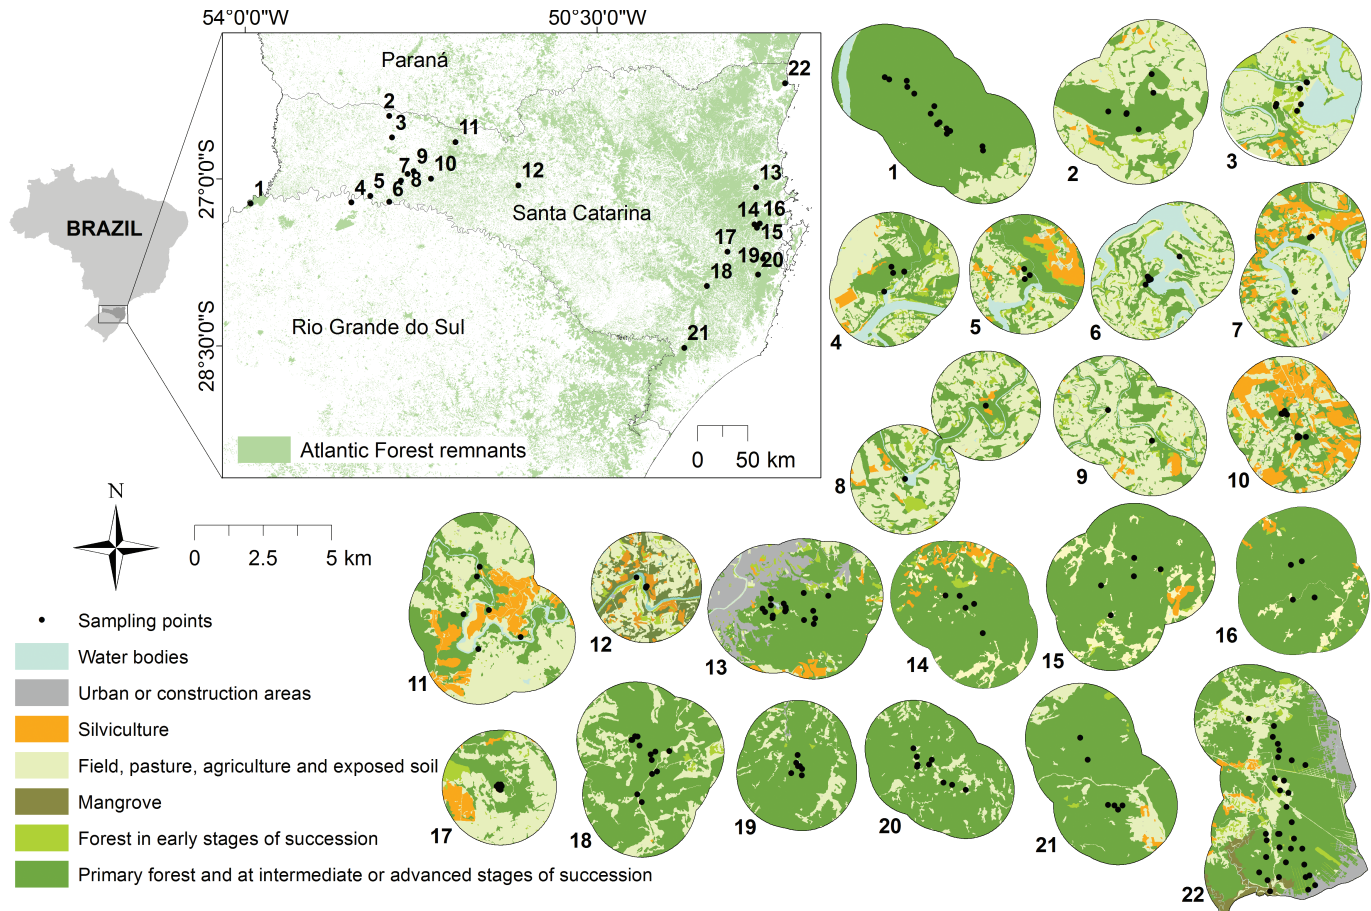 54°0'0"W
50°30'0"W
27°0'0"S
28°30'0"S
BRAZIL
Paraná
Santa Catarina
Rio Grande do Sul
1
2
3
4
5
6
7
8
9
10
11
12
13
14
15
16
17
18
19
20
21
22
Atlantic Forest remnants
0 50 km
N
0 2.5 5 km
Sampling points
Water bodies
Urban or construction areas
Silviculture
Field, pasture, agriculture and exposed soil
Mangrove
Forest in early stages of succession
Primary forest and at intermediate or advanced stages of succession
1
2
3
4
5
6
7
8
9
10
11
12
13
14
15
16
17
18
19
20
21
22